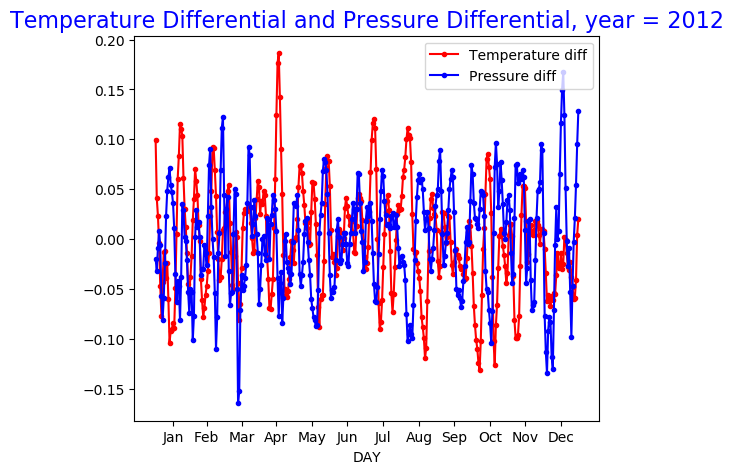 Temperature Differential and Pressure Differential, year = 2012
Temperature diff
Pressure diff
0.20
0.15
0.10
0.05
0.00
−0.05
−0.10
−0.15
Jan Feb Mar Apr May Jun Jul Aug Sep Oct Nov Dec
DAY